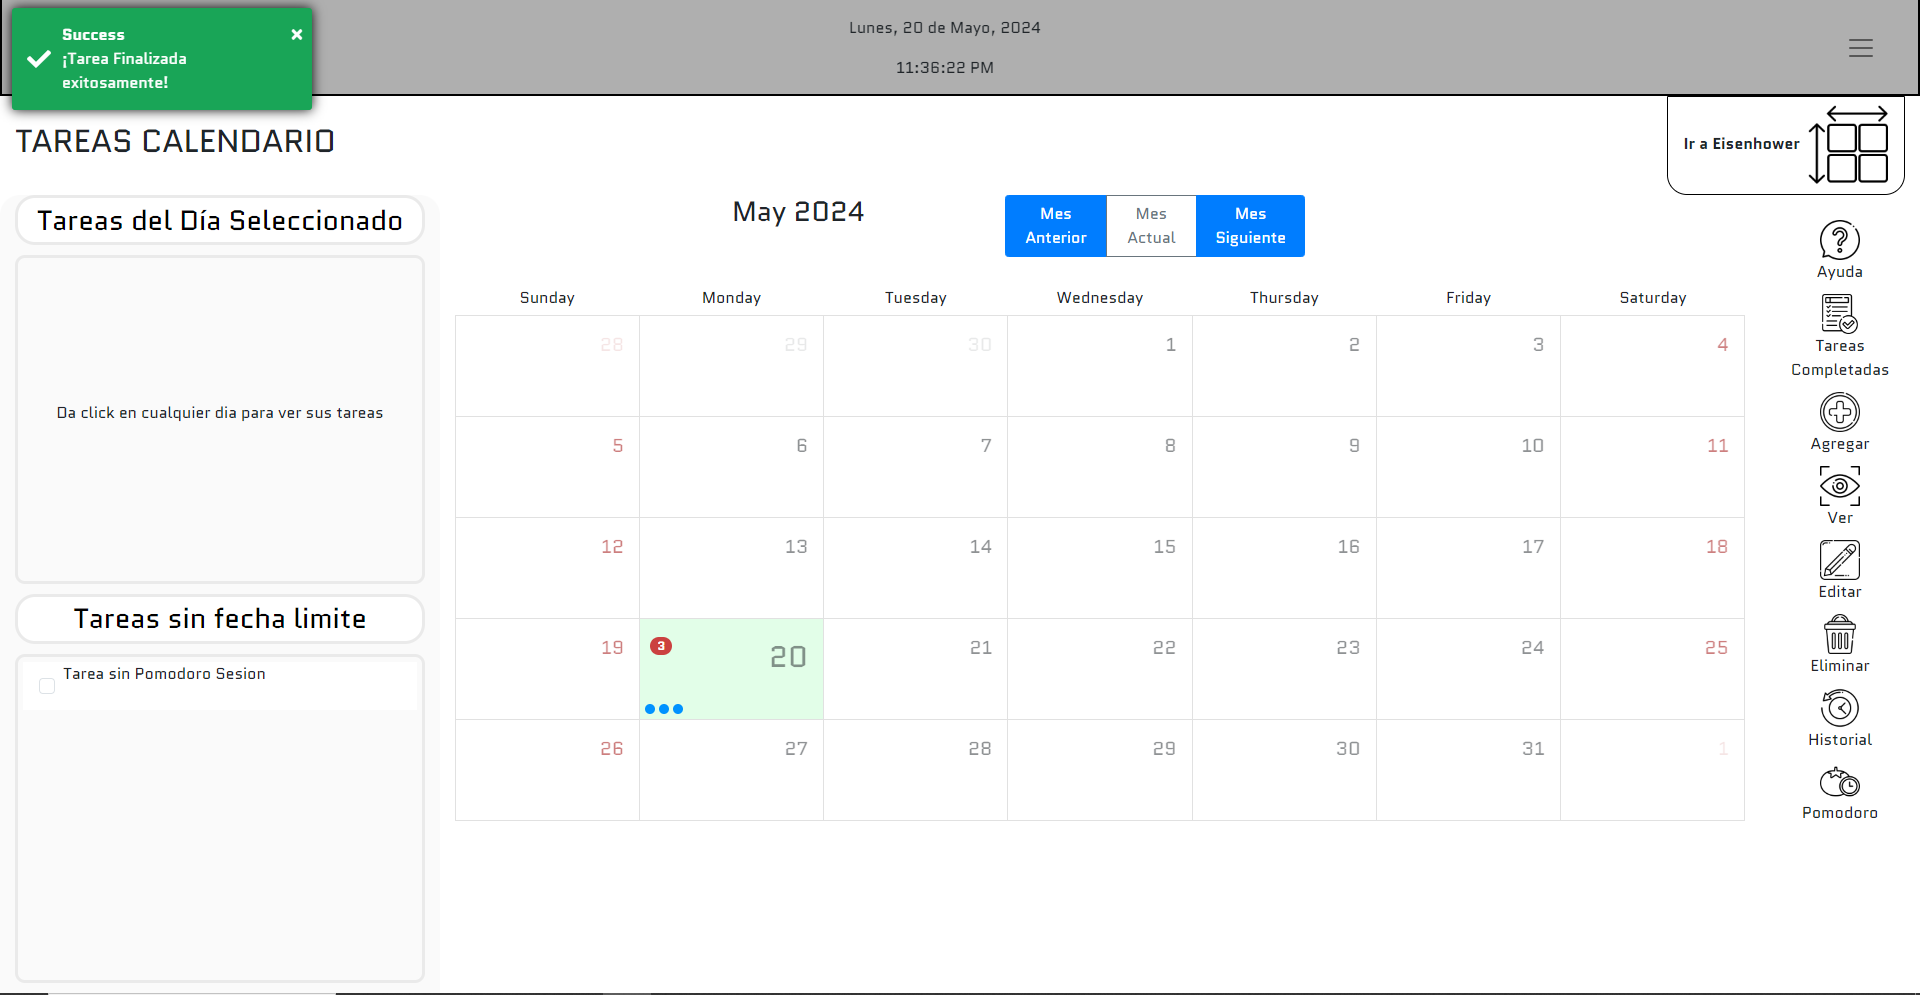 Success
¡Tarea Finalizada
exitosamente!
Lunes, 20 de Mayo, 2024
11:36:22 PM
TAREAS CALENDARIO
Ir a Eisenhower
Tareas del Día Seleccionado
Da click en cualquier dia para ver sus tareas
Tareas sin fecha limite
Tarea sin Pomodoro Sesion
May 2024
Mes Anterior
Mes Actual
Mes Siguiente
Sunday Monday Tuesday Wednesday Thursday Friday Saturday
28 29 30 1 2 3 4
5 6 7 8 9 10 11
12 13 14 15 16 17 18
19 3 20 21 22 23 24 25
26 27 28 29 30 31 1
Ayuda
Tareas
Completadas
Agregar
Ver
Editar
Eliminar
Historial
Pomodoro